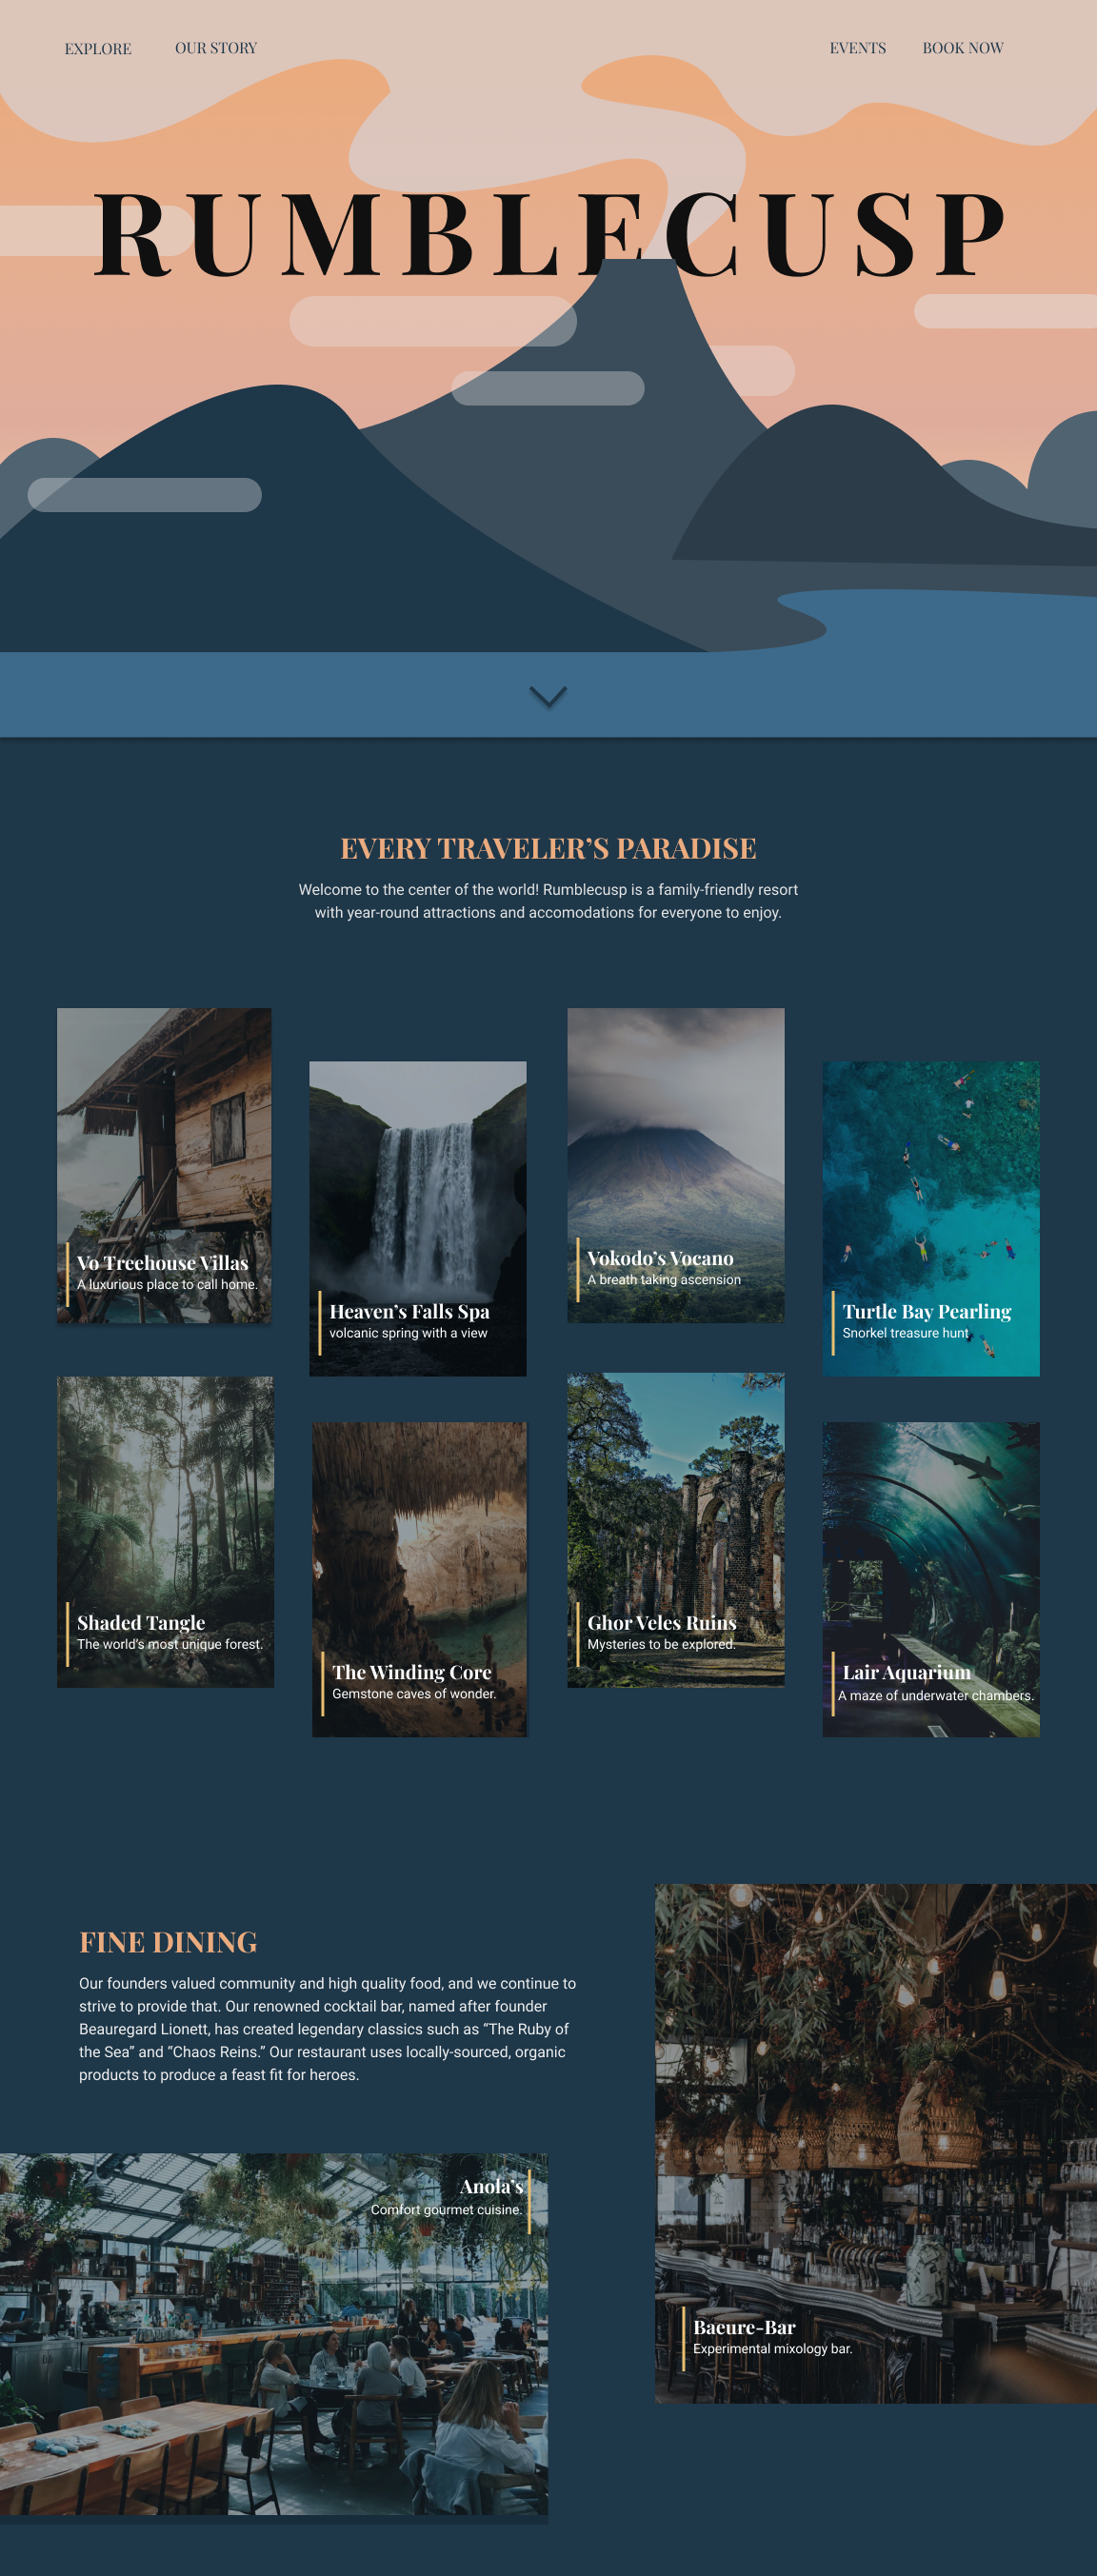 EXPLORE
OUR STORY
EVENTS
BOOK NOW
RUMBLECUSP
EVERY TRAVELER’S PARADISE
Welcome to the center of the world! Rumblecusp is a family-friendly resort
with year-round attractions and accomodations for everyone to enjoy.
Vo Treehouse Villas
A luxurious place to call home.
Heaven’s Falls Spa
volcanic spring with a view
Vokodo’s Vocano
A breath taking ascension
Turtle Bay Pearling
Snorkel treasure hunt
Shaded Tangle
The world’s most unique forest.
The Winding Core
Gemstone caves of wonder.
Ghor Veles Ruins
Mysteries to be explored.
Lair Aquarium
A maze of underwater chambers.
FINE DINING
Our founders valued community and high quality food, and we continue to
strive to provide that. Our renowned cocktail bar, named after founder
Beauregard Lionett, has created legendary classics such as “The Ruby of
the Sea” and “Chaos Reins.” Our restaurant uses locally-sourced, organic
products to produce a feast fit for heroes.
Anola’s
Comfort gourmet cuisine.
Baeure-Bar
Experimental mixology bar.